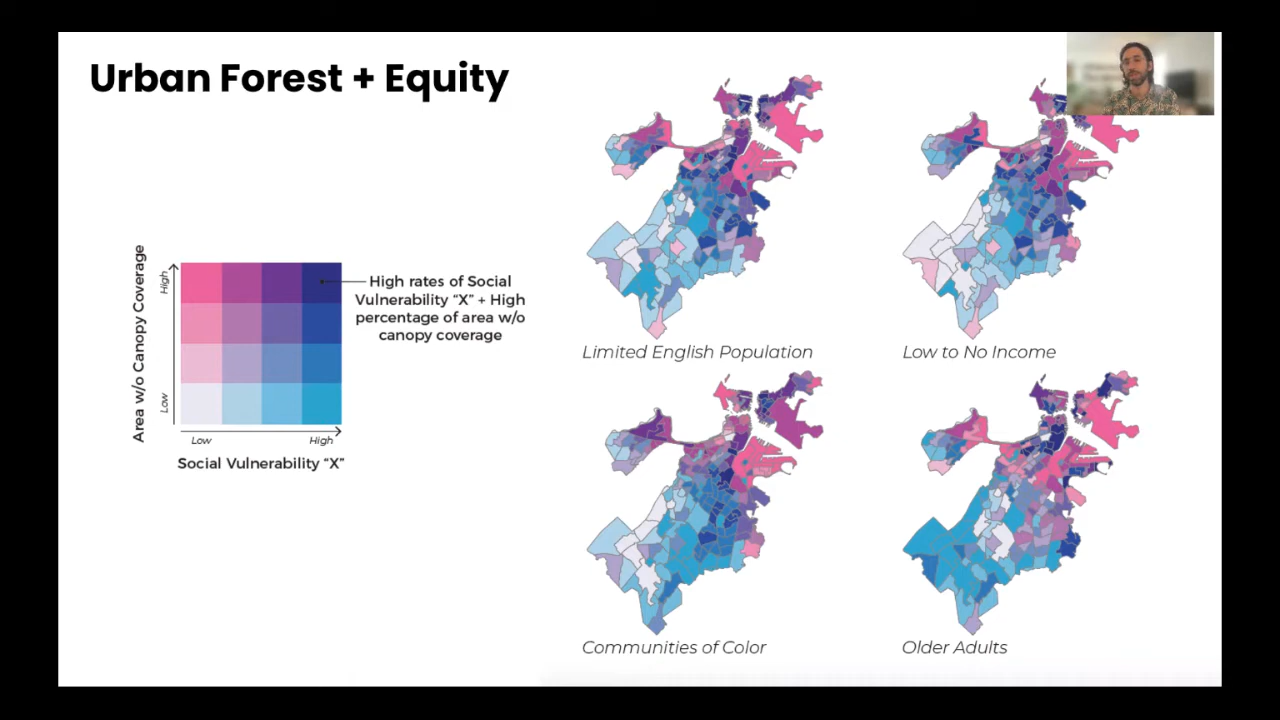 Urban Forest + Equity
Area w/o Canopy Coverage
High
Low
Low
High
Social Vulnerability “X”
High rates of Social
Vulnerability “X” + High
percentage of area w/o
canopy coverage
Limited English Population
Low to No Income
Communities of Color
Older Adults